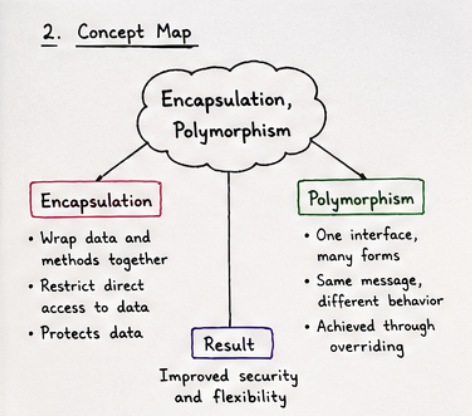 2. Concept Map
Encapsulation,
Polymorphism
Encapsulation
• Wrap data and
methods together
• Restrict direct
access to data
• Protects data
Polymorphism
• One interface,
many forms
• Same message,
different behavior
• Achieved through
overriding
Result
Improved security
and flexibility